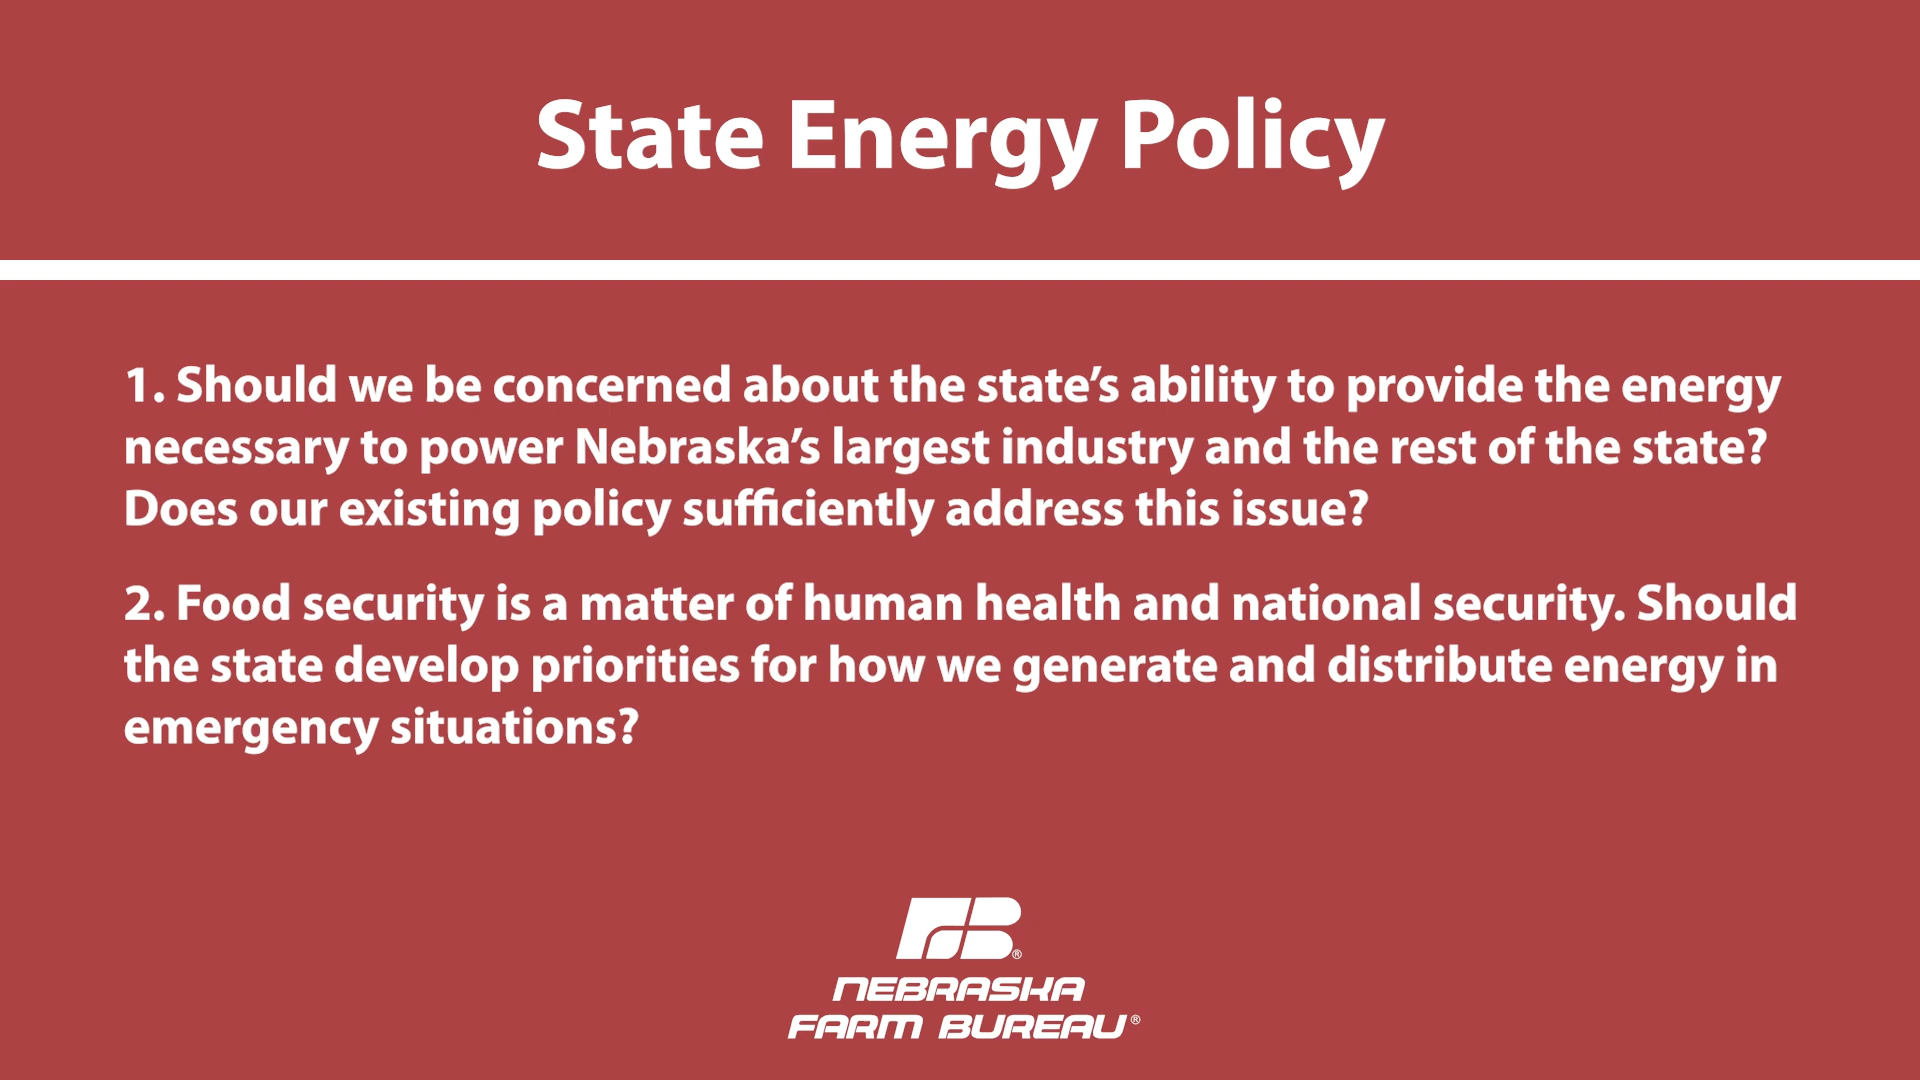 State Energy Policy
1. Should we be concerned about the state’s ability to provide the energy
necessary to power Nebraska’s largest industry and the rest of the state?
Does our existing policy sufficiently address this issue?
2. Food security is a matter of human health and national security. Should
the state develop priorities for how we generate and distribute energy in
emergency situations?
FB®
NEBRASKA
FARM BUREAU®